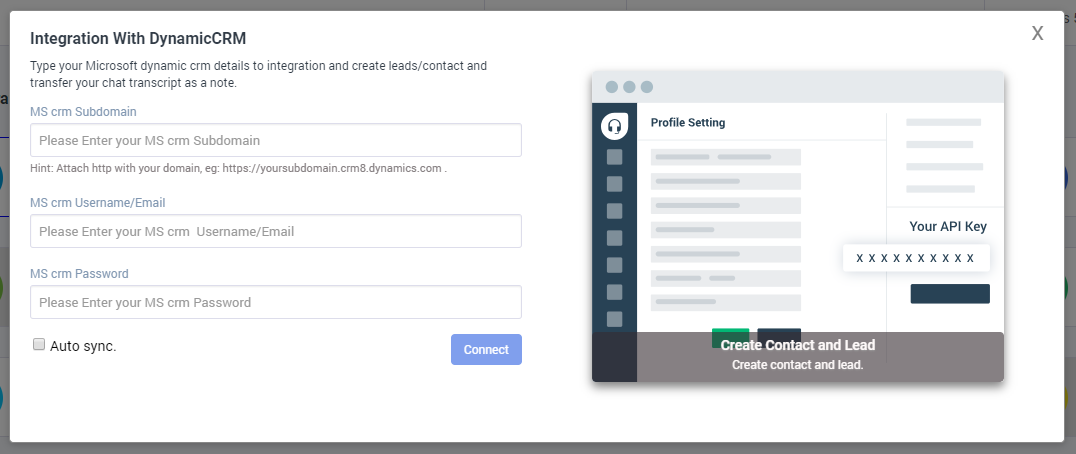 Integration With DynamicCRM
X
Type your Microsoft dynamic crm details to integration and create leads/contact and
transfer your chat transcript as a note.
MS crm Subdomain
Please Enter your MS crm Subdomain
Hint: Attach http with your domain, eg: https://yoursubdomain.crm8.dynamics.com .
MS crm Username/Email
Please Enter your MS crm  Username/Email
MS crm Password
Please Enter your MS crm Password
Auto sync.
Connect
Profile Setting
Your API Key
X X X X X X X X X X
Create Contact and Lead
Create contact and lead.